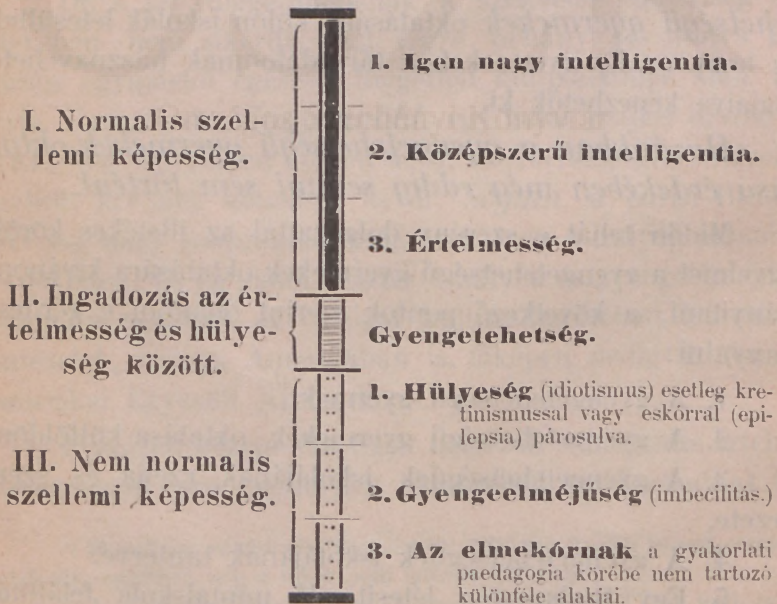 I. Normalis szel-
lemi képesség.
1. Igen nagy intelligentia.
2. Középszerű intelligentia.
3. Értelmesség.
II. Ingadozás az ér-
telmesség és hülye-
ség között.
Gyengetehetség.
III. Nem normalis
szellemi képesség.
1. Hülyeség (idiotismus) esetleg kre-
tinismussal vagy eskórral (epi-
lepsia) párosulva.
2. Gyengeelméjűség (imbecilitás.)
3. Az elmekórnak a gyakorlati
paedagogia körébe nem tartozó
különféle alakjai.